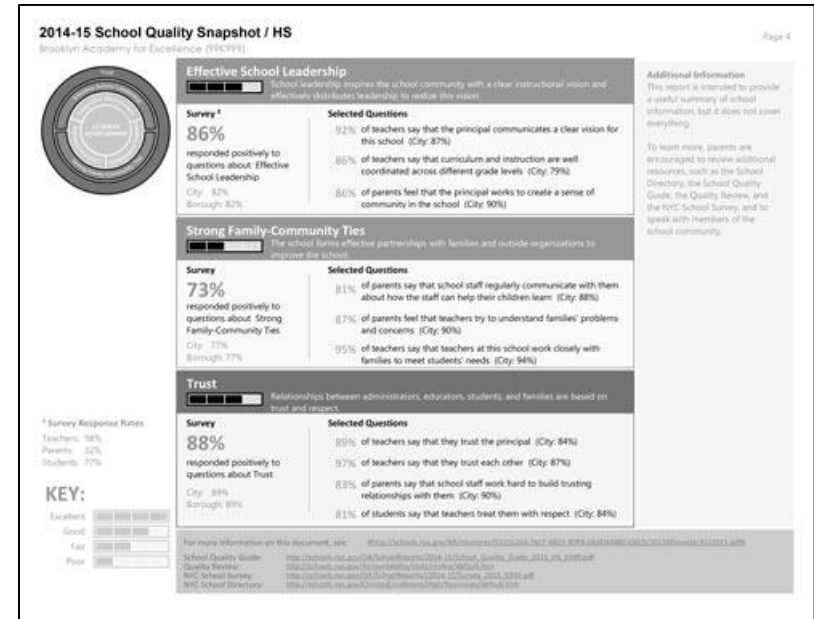 2014-15 School Quality Snapshot / HS
Brooklyn Academy for Excellence (99K999)
Page 4
Effective School Leadership
School leadership inspires the school community with a clear instructional vision and
effectively distributes leadership to realize this vision.
Survey
86%
responded positively to
questions about Effective
School Leadership
City: 82%
Borough: 82%
Selected Questions
92% of teachers say that the principal communicates a clear vision for
this school (City: 87%)
86% of teachers say that curriculum and instruction are well
coordinated across different grade levels (City: 79%)
86% of parents feel that the principal works to create a sense of
community in the school (City: 90%)
Strong Family-Community Ties
The school forms effective partnerships with families and outside organizations to
improve the school.
Survey
73%
responded positively to
questions about Strong
Family-Community Ties
City: 77%
Borough: 77%
Selected Questions
81% of parents say that school staff regularly communicate with them
about how the staff can help their children learn (City: 88%)
87% of parents feel that teachers try to understand families' problems
and concerns (City: 90%)
95% of teachers say that teachers at this school work closely with
families to meet students' needs (City: 94%)
Trust
Relationships between administrators, educators, students, and families are based on
trust and respect.
Survey
88%
responded positively to
questions about Trust
City: 89%
Borough: 89%
Selected Questions
89% of teachers say that they trust the principal (City: 84%)
97% of teachers say that they trust each other (City: 87%)
83% of parents say that school staff work hard to build trusting
relationships with them (City: 90%)
81% of students say that teachers treat them with respect (City: 84%)
Additional Information
This report is intended to provide
a useful summary of school
information, but it does not cover
everything.
To learn more, parents are
encouraged to review additional
resources, such as the School
Directory, the School Quality
Guide, the Quality Review, and
the NYC School Survey, and to
speak with members of the
school community.
Survey Response Rates
Teachers: 98%
Parents: 32%
Students: 77%
KEY:
Excellent
Good
Fair
Poor
For more information on this document, see:
School Quality Guide:
Quality Review:
NYC School Survey:
NYC School Directory: